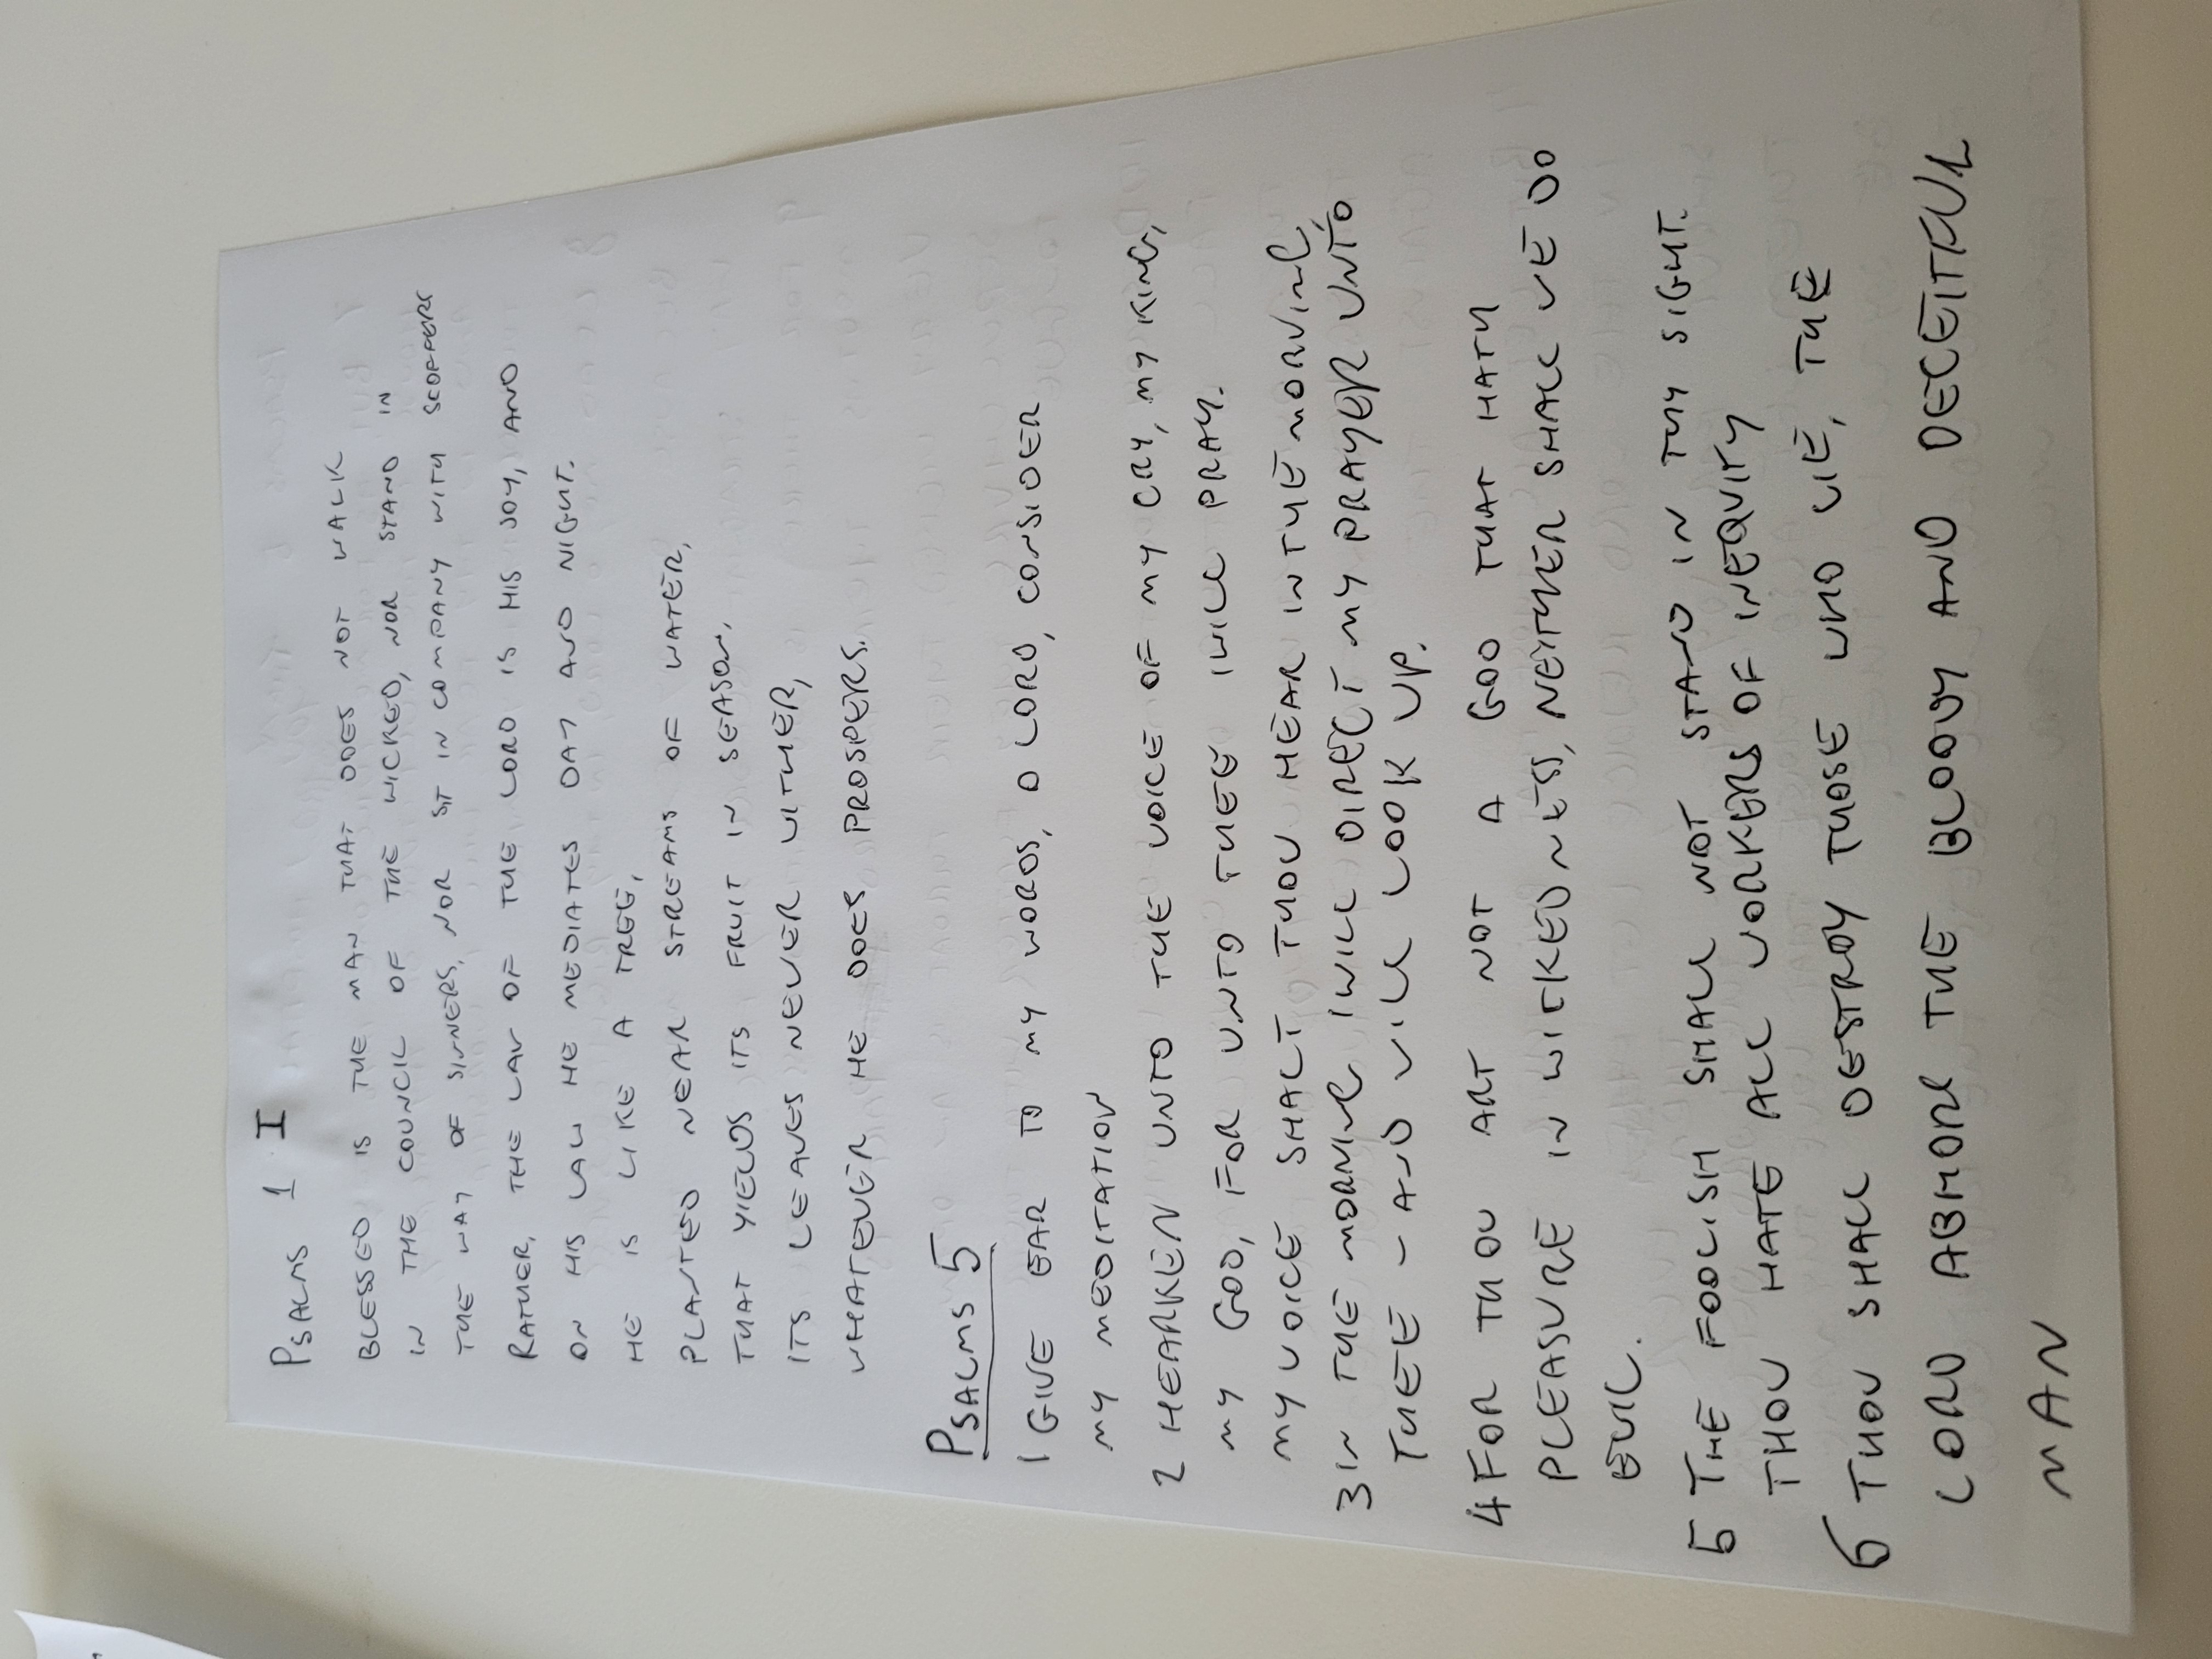 PSALMS 1 I
BLESSED IS THE MAN THAT DOES NOT WALK
IN THE COUNCIL OF THE WICKED, NOR STAND IN
THE WAY OF SINNERS, NOR SIT IN COMPANY WITH SCOFFERS
RATHER, THE LAW OF THE LORD IS HIS JOY, AND
ON HIS LAW HE MEDIATES DAY AND NIGHT.
HE IS LIKE A TREE,
PLANTED NEAR STREAMS OF WATER,
THAT YIELDS ITS FRUIT IN SEASON,
ITS LEAVES NEVER WITHER,
WHATEVER HE DOES PROSPERS.
PSALMS 5
1 GIVE EAR TO MY WORDS, O LORD, CONSIDER
MY MEDITATION
2 HEARKEN UNTO THE VOICE OF MY CRY, MY KING,
MY GOD, FOR UNTO THEE I WILL PRAY.
MY VOICE SHALT THOU HEAR IN THE MORNING,
3 IN THE MORNING I WILL DIRECT MY PRAYER UNTO
THEE - AND WILL LOOK UP.
4 FOR THOU ART NOT A GOD THAT HATH
PLEASURE IN WICKEDNESS, NEITHER SHALL WE DO
EVIL.
5 THE FOOLISH SHALL NOT STAND IN THY SIGHT.
THOU HATE ALL WORKERS OF INEQUITY
6 THOU SHALL DESTROY THOSE WHO LIE, THE
LORD ABHORS THE BLOODY AND DECEITFUL
MAN